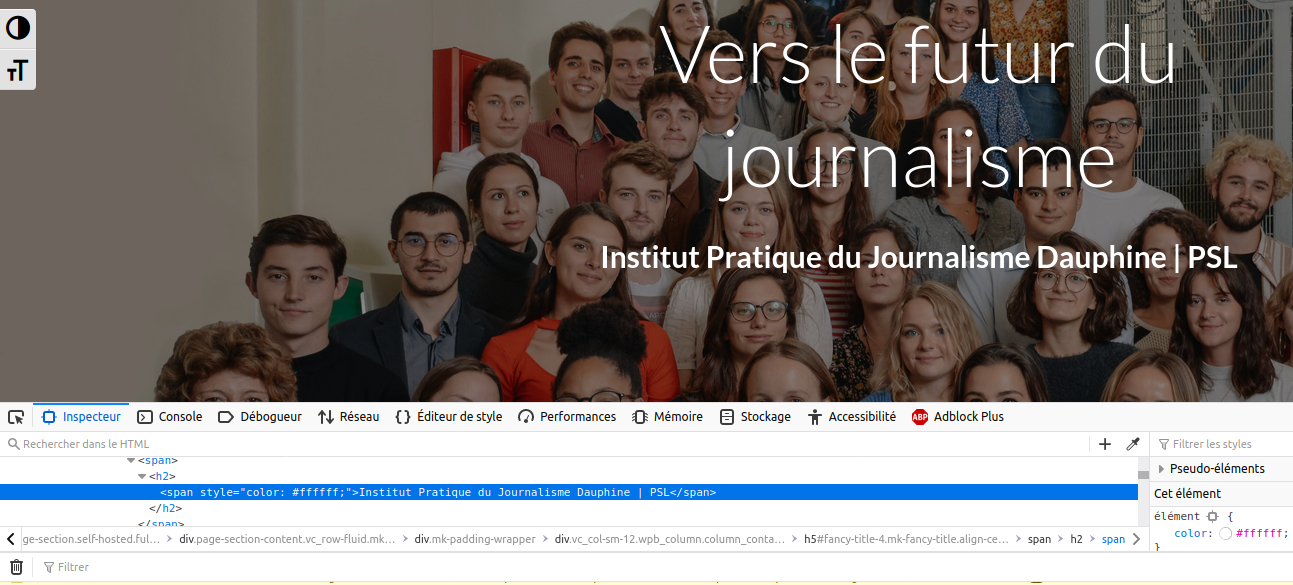 Vers le futur du
journalisme
Institut Pratique du Journalisme Dauphine | PSL
TT
Inspecteur Console Débogueur Réseau Éditeur de style Performances Mémoire Stockage Accessibilité ABP Adblock Plus
Rechercher dans le HTML
Filtrer les styles
<span>
<h2>
<span style="color: #ffffff;">Institut Pratique du Journalisme Dauphine | PSL</span>
</h2>
</span>
Pseudo-éléments
Cet élément
élément {
color: #ffffff;
}
ge-section.self-hosted.ful… div.page-section-content.vc_row-fluid.mk… div.mk-padding-wrapper div.vc_col-sm-12.wpb_column.column_conta… h5#fancy-title-4.mk-fancy-title.align-ce… span h2 span
Filtrer